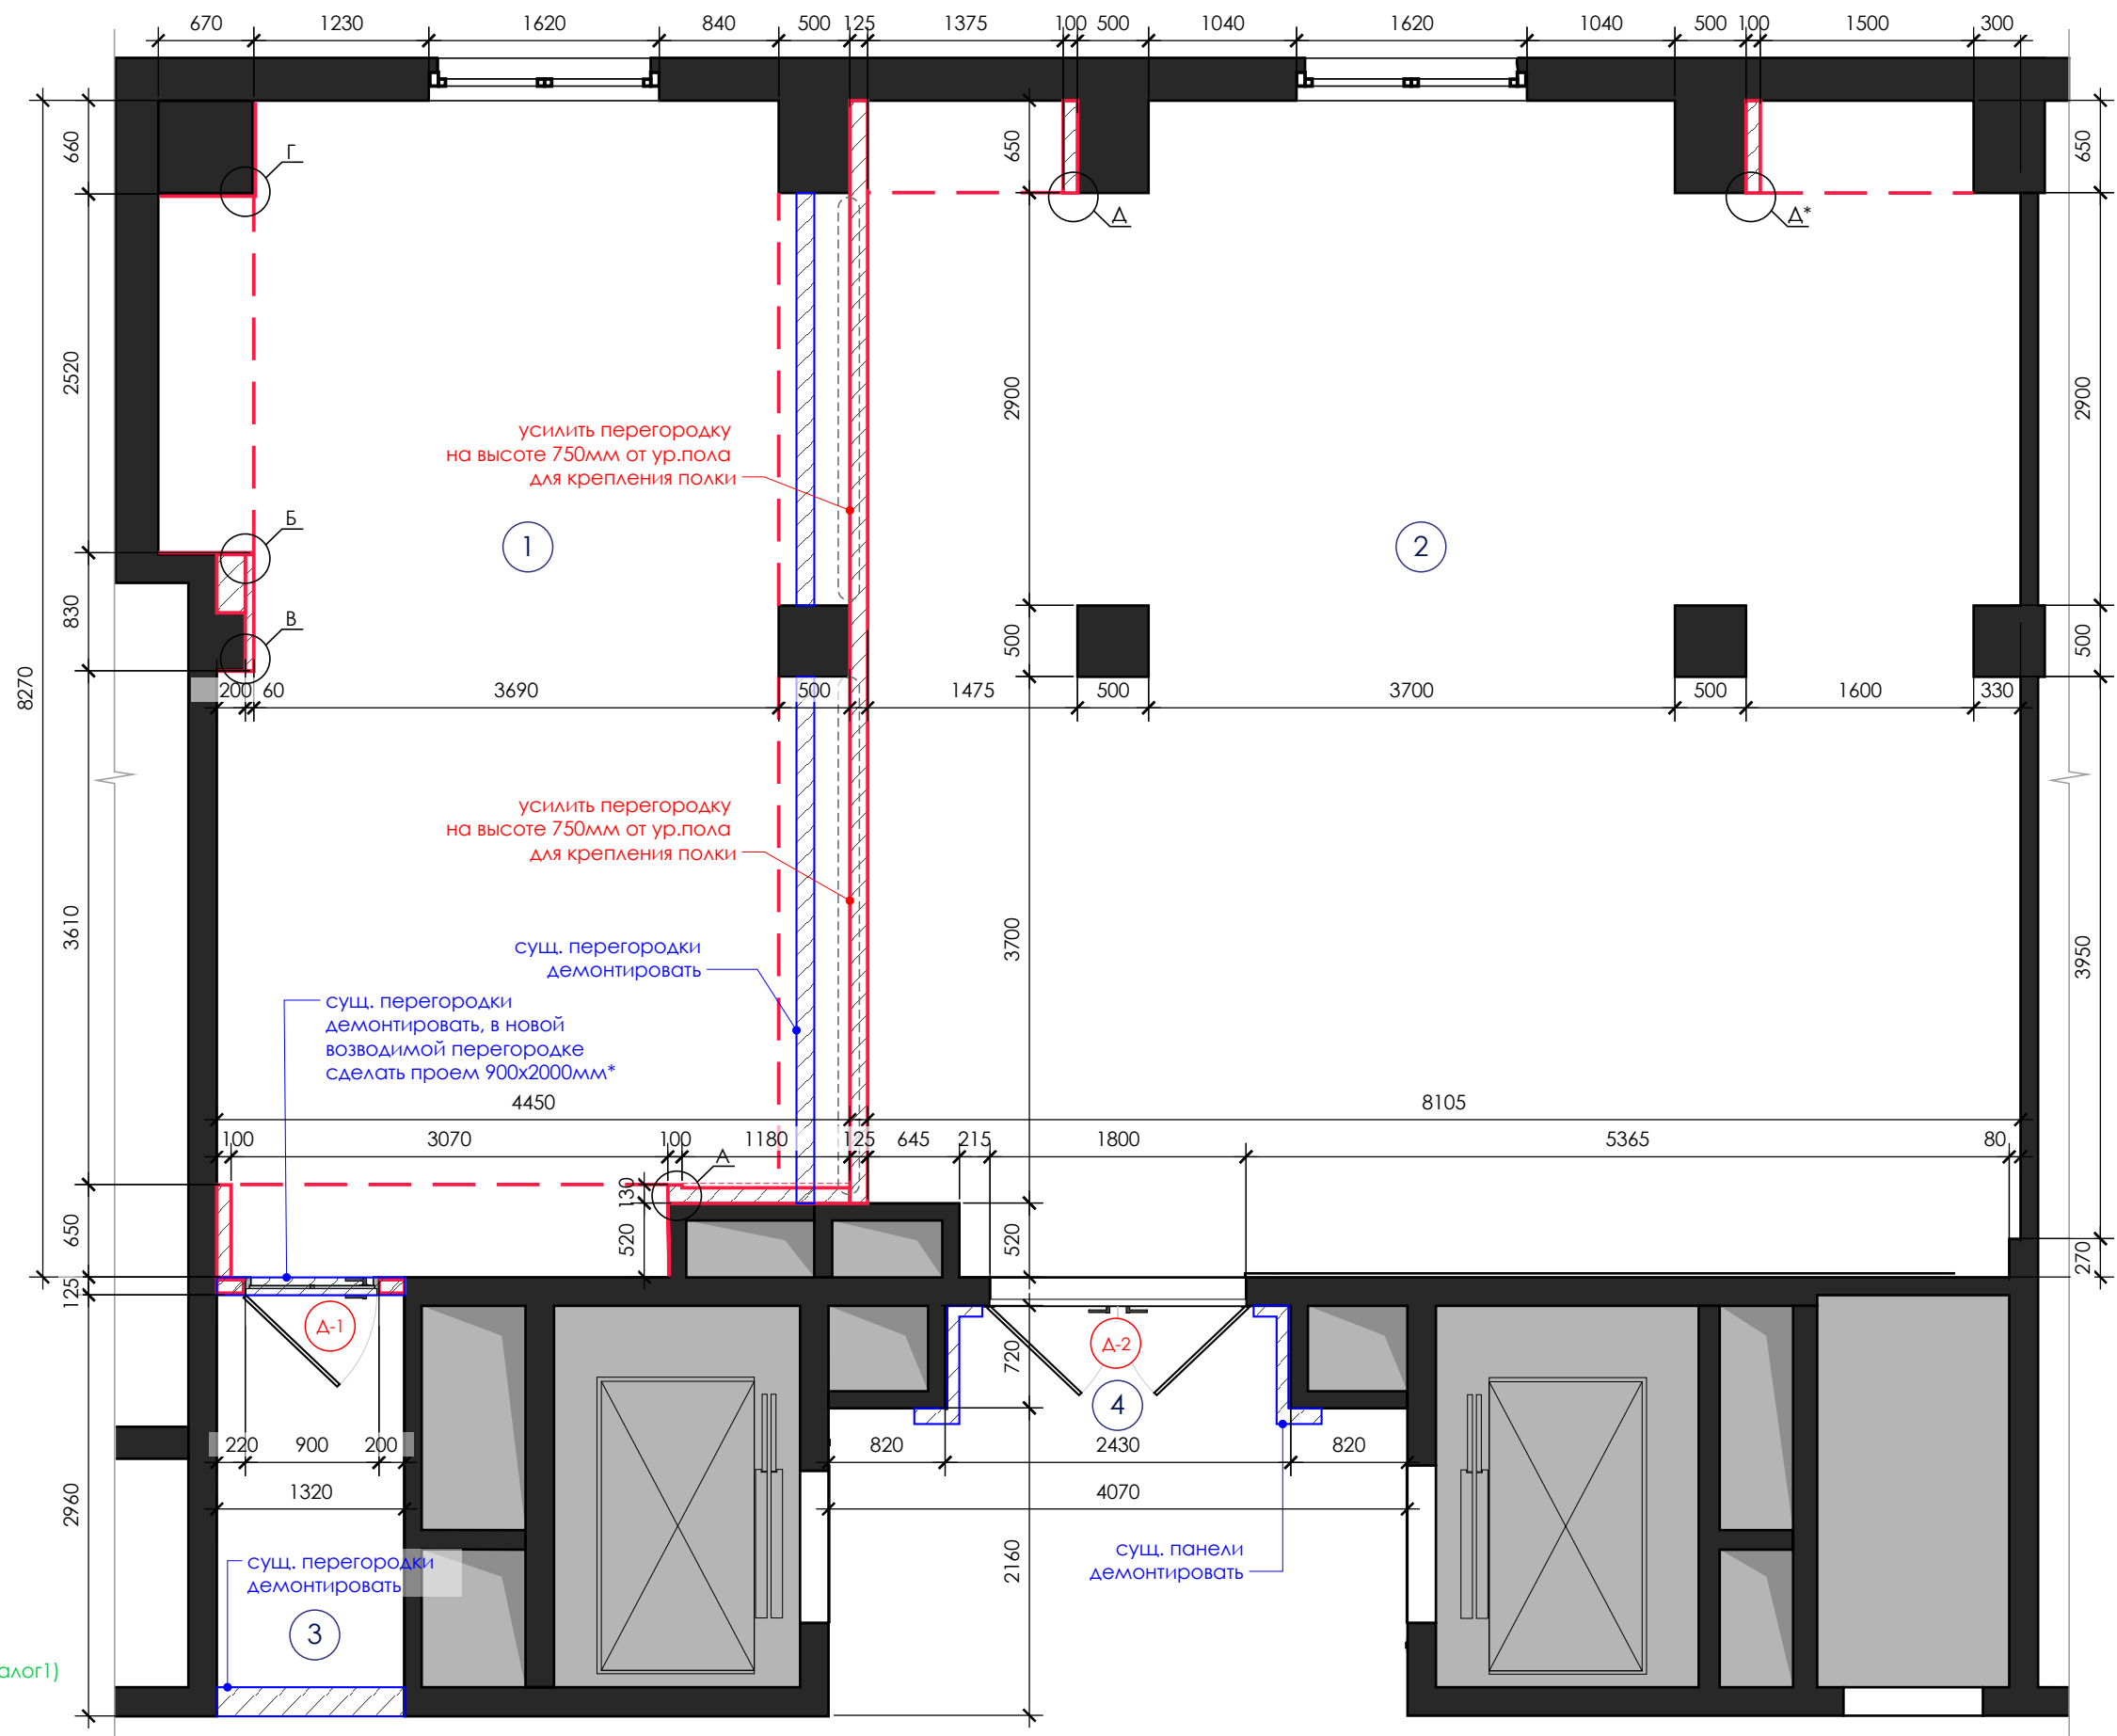 670 1230 1620 840 500 125 1375 100 500 1040 1620 1040 500 100 1500 300
660
650
650
Г
Д
Д*
2520
2900
2900
усилить перегородку
на высоте 750мм от ур.пола
для крепления полки
Б
1
2
830
В
500
500
8270
200 60 3690 500 1475 500 3700 500 1600 330
усилить перегородку
на высоте 750мм от ур.пола
для крепления полки
3610
3700
3950
сущ. перегородки
демонтировать
сущ. перегородки
демонтировать, в новой
возводимой перегородке
сделать проем 900х2000мм*
4450 8105
100 3070 100 1180 125 645 215 1800 5365 80
А
130
650
520
520
270
125
Д-1
Д-2
720
4
220 900 200
820 2430 820
1320
4070
2960
2160
сущ. панели
демонтировать
сущ. перегородки
демонтировать
3
алог1)